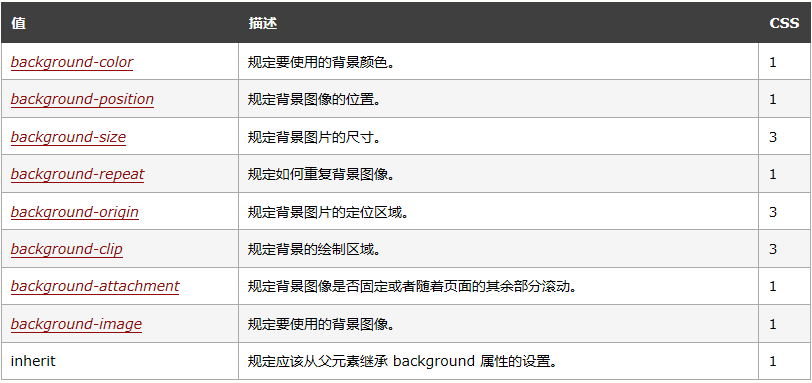 值 描述 CSS
background-color 规定要使用的背景颜色。 1
background-position 规定背景图像的位置。 1
background-size 规定背景图片的尺寸。 3
background-repeat 规定如何重复背景图像。 1
background-origin 规定背景图片的定位区域。 3
background-clip 规定背景的绘制区域。 3
background-attachment 规定背景图像是否固定或者随着页面的其余部分滚动。 1
background-image 规定要使用的背景图像。 1
inherit 规定应该从父元素继承 background 属性的设置。 1